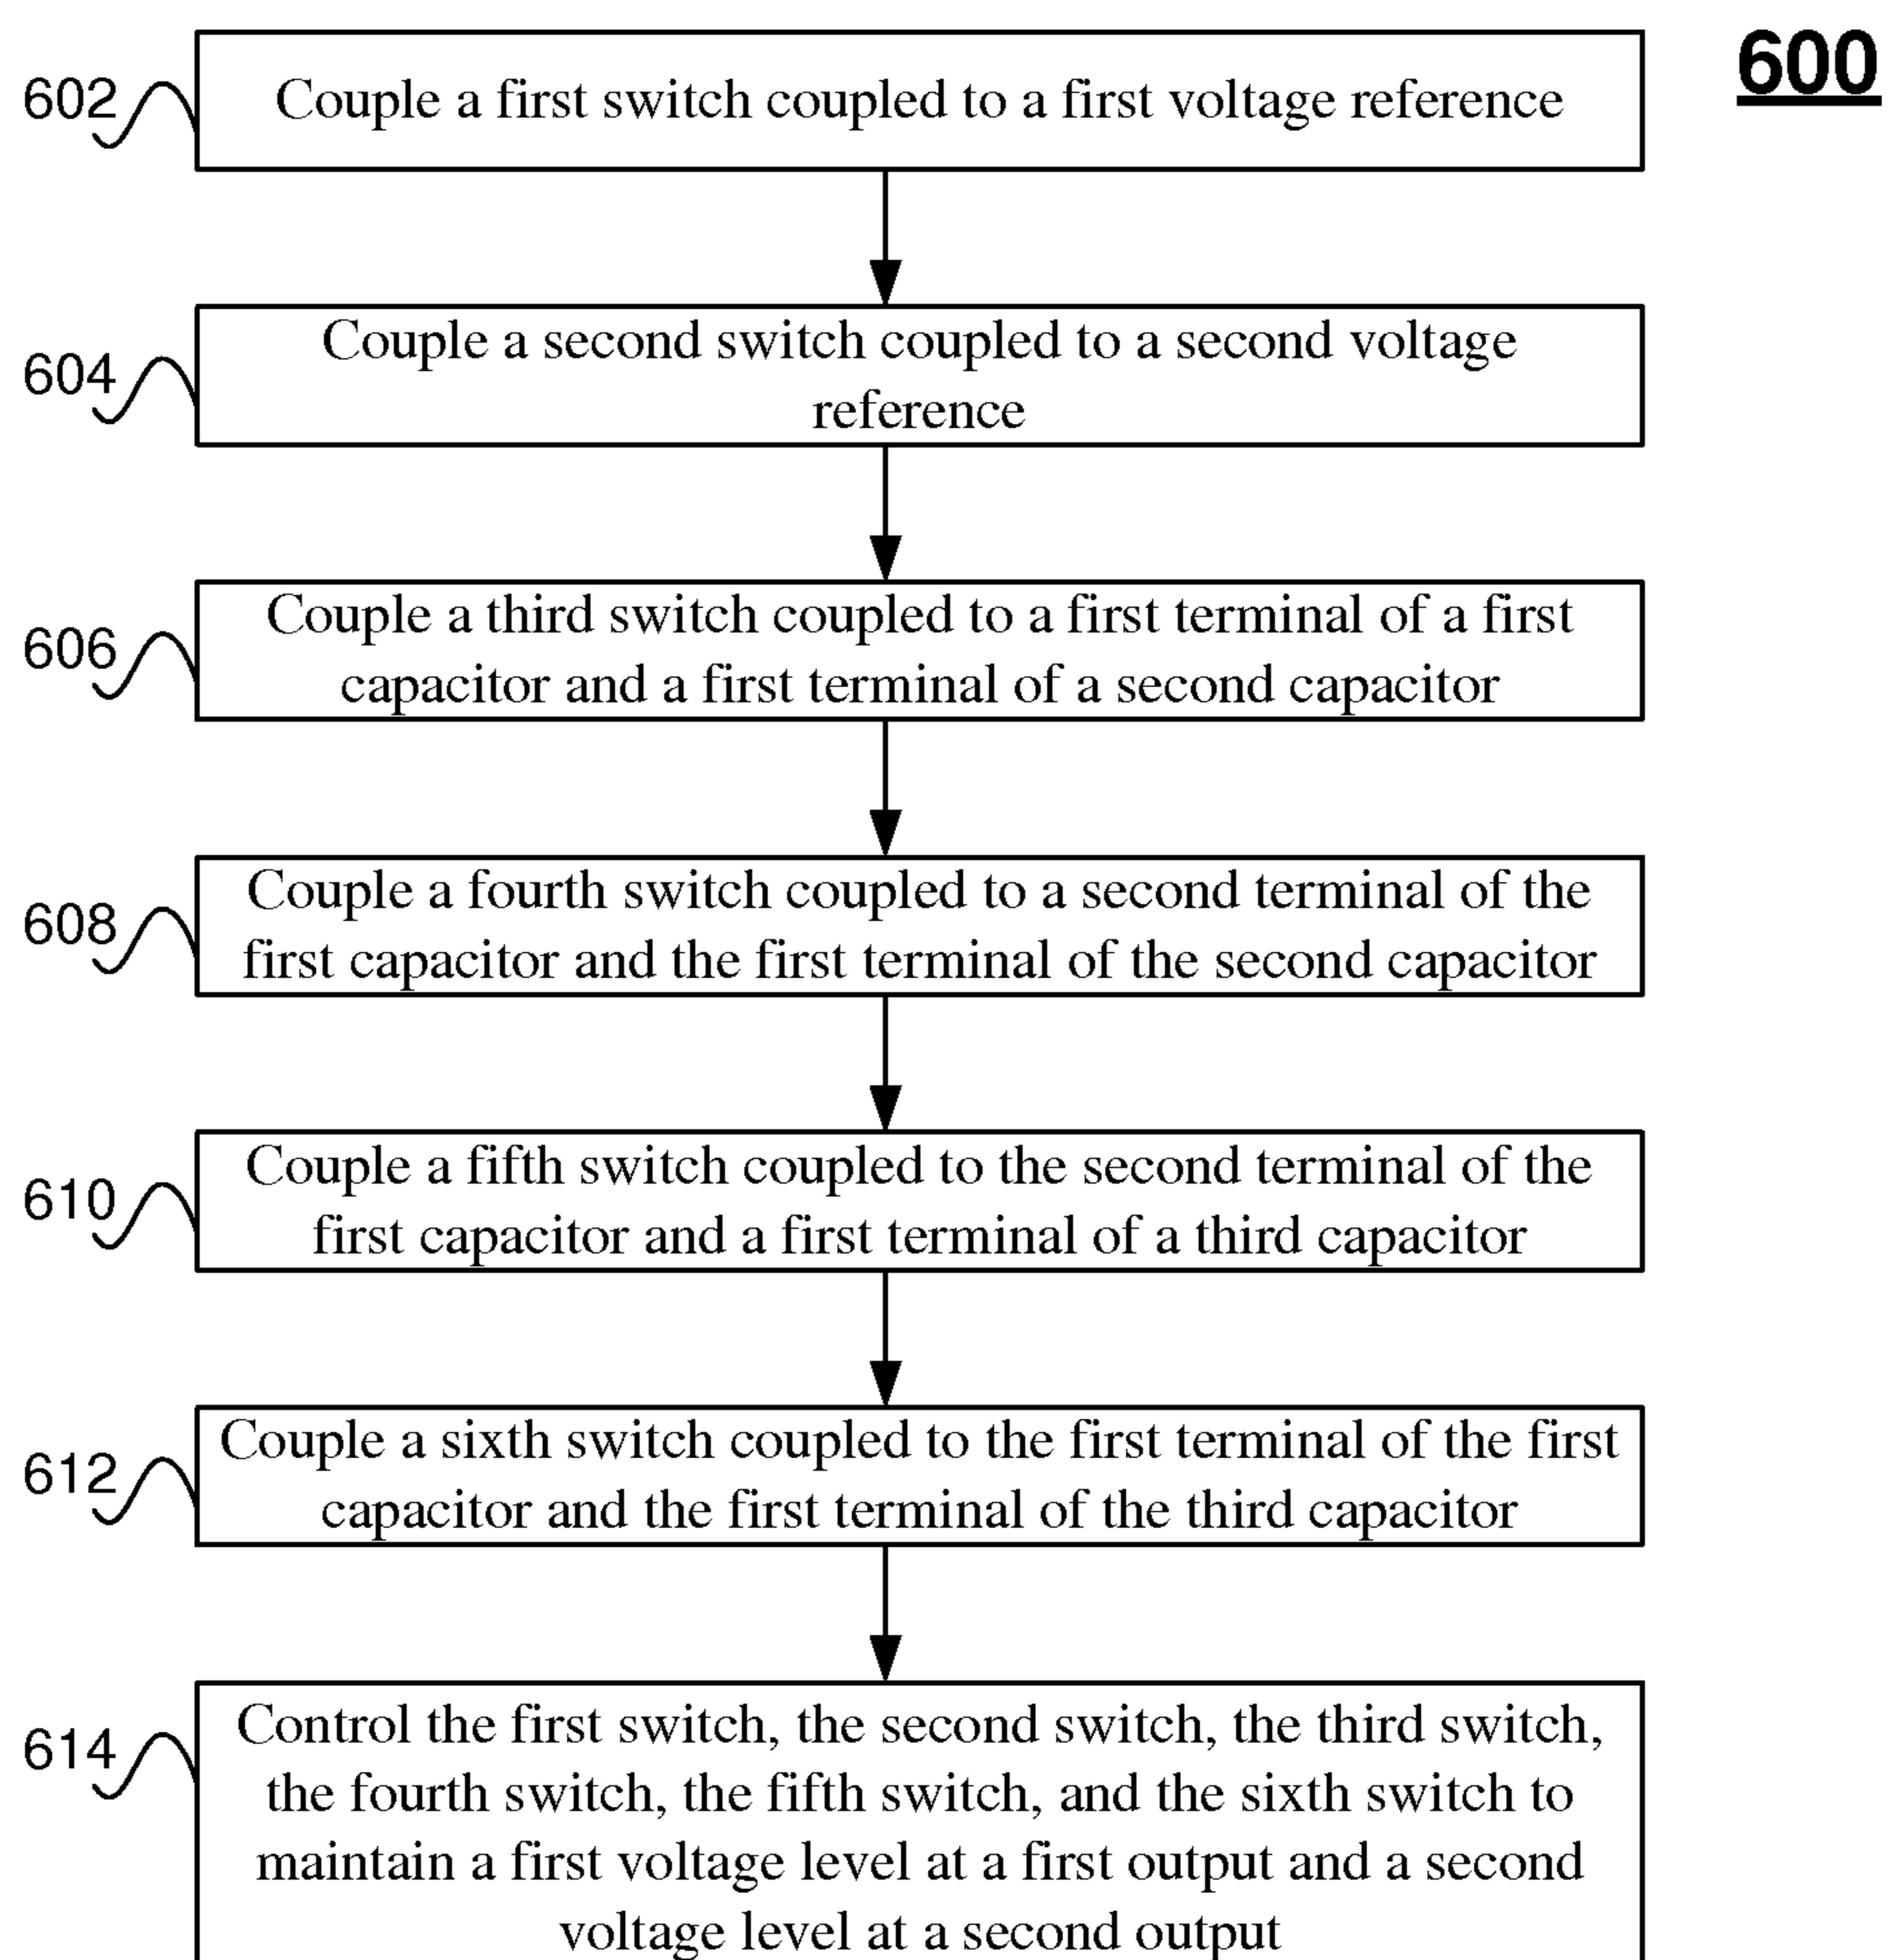 600
602
Couple a first switch coupled to a first voltage reference
604
Couple a second switch coupled to a second voltage
reference
606
Couple a third switch coupled to a first terminal of a first
capacitor and a first terminal of a second capacitor
608
Couple a fourth switch coupled to a second terminal of the
first capacitor and the first terminal of the second capacitor
610
Couple a fifth switch coupled to the second terminal of the
first capacitor and a first terminal of a third capacitor
612
Couple a sixth switch coupled to the first terminal of the first
capacitor and the first terminal of the third capacitor
614
Control the first switch, the second switch, the third switch,
the fourth switch, the fifth switch, and the sixth switch to
maintain a first voltage level at a first output and a second
voltage level at a second output